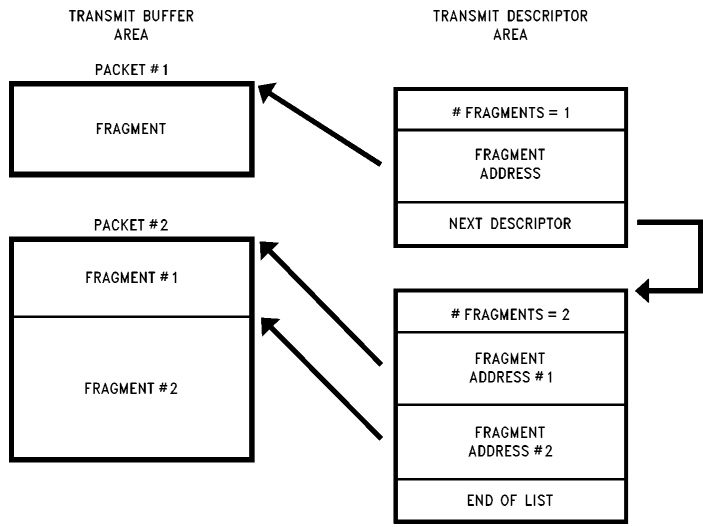 TRANSMIT BUFFER
AREA
PACKET #1
FRAGMENT
PACKET #2
FRAGMENT #1
FRAGMENT #2
TRANSMIT DESCRIPTOR
AREA
# FRAGMENTS = 1
FRAGMENT
ADDRESS
NEXT DESCRIPTOR
# FRAGMENTS = 2
FRAGMENT
ADDRESS #1
FRAGMENT
ADDRESS #2
END OF LIST